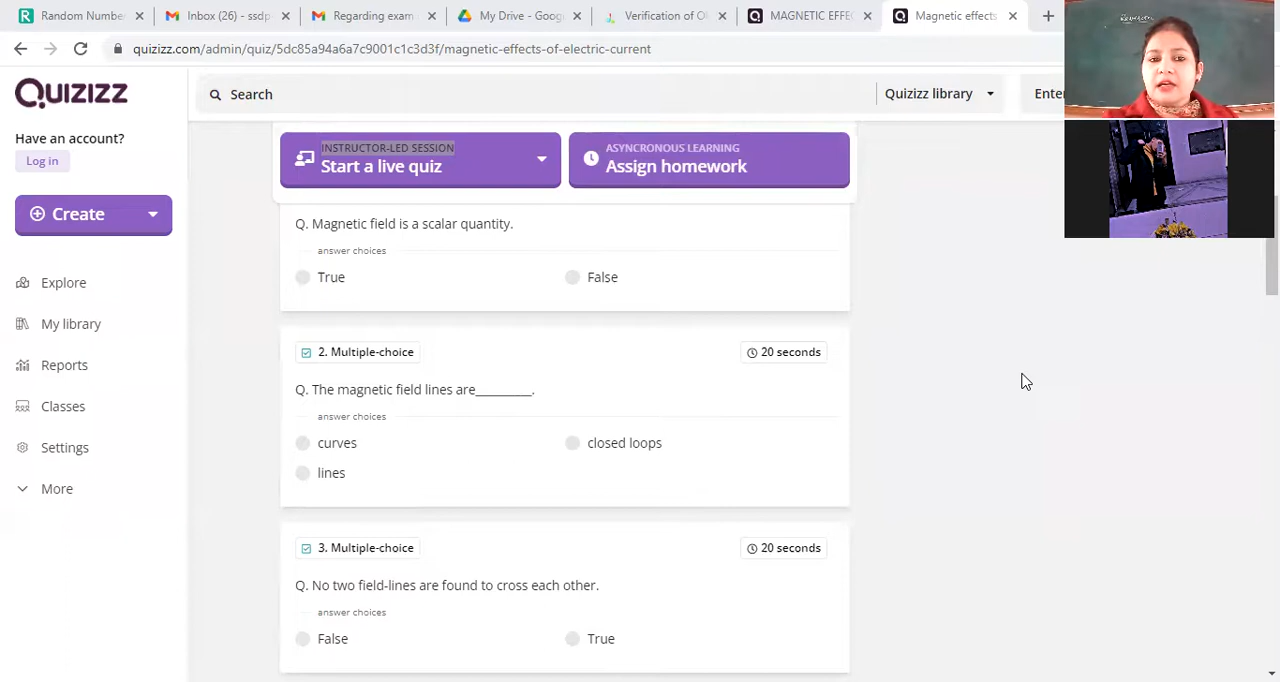 Random Number
Inbox (26) - ssdp
Regarding exam
My Drive - Goog
Verification of O
MAGNETIC EFFE
Magnetic effects
quizizz.com/admin/quiz/5dc85a94a6a7c9001c1c3d3f/magnetic-effects-of-electric-current
QUIZIZZ
Search
Quizizz library
Enter
Have an account?
Log in
Create
Explore
My library
Reports
Classes
Settings
More
INSTRUCTOR-LED SESSION
Start a live quiz
ASYNCRONOUS LEARNING
Assign homework
Q. Magnetic field is a scalar quantity.
answer choices
True
False
2. Multiple-choice
20 seconds
Q. The magnetic field lines are_________.
answer choices
curves
closed loops
lines
3. Multiple-choice
20 seconds
Q. No two field-lines are found to cross each other.
answer choices
False
True